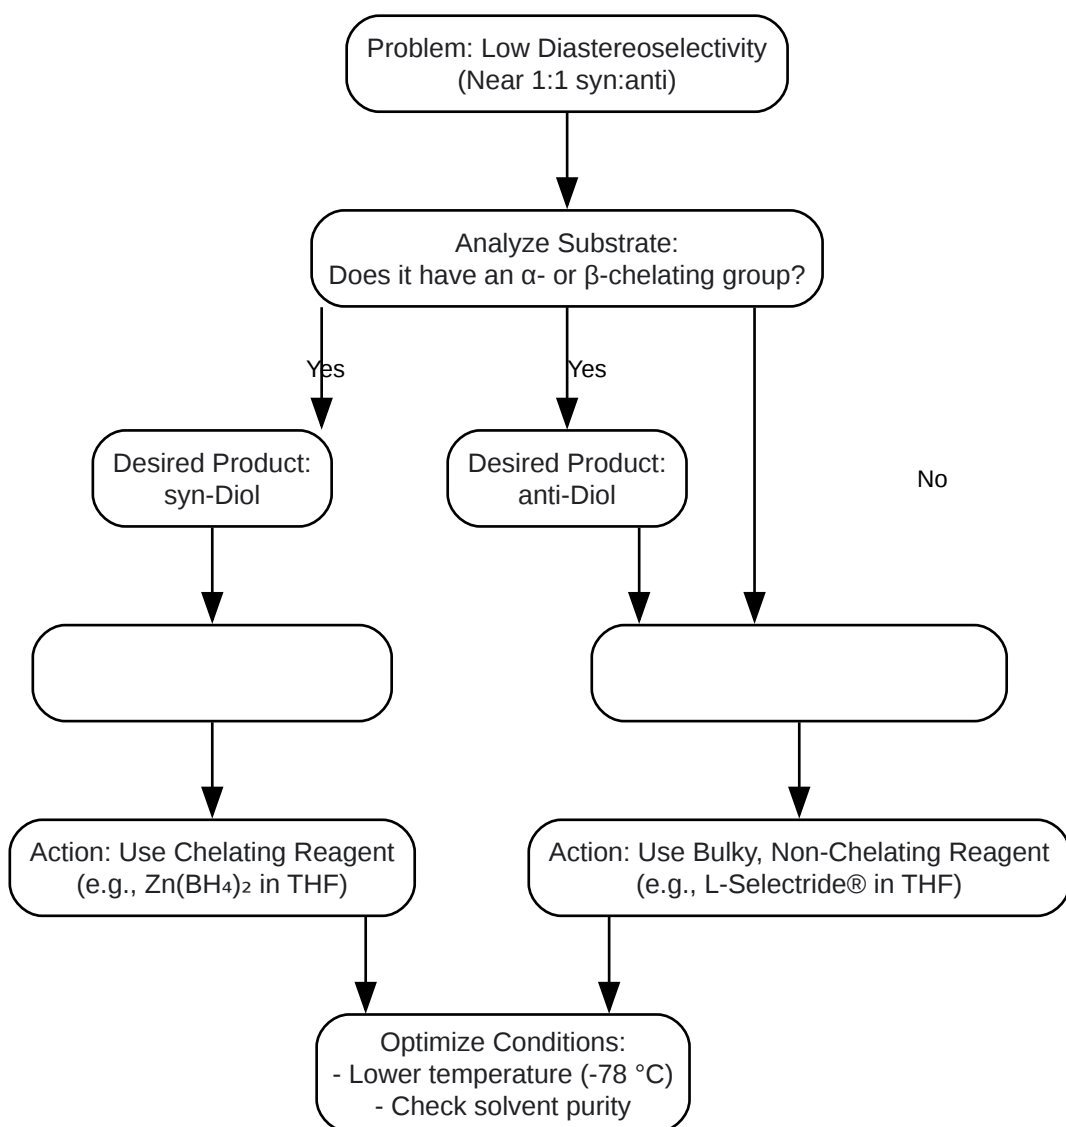 Problem: Low Diastereoselectivity
(Near 1:1 syn:anti)
Analyze Substrate:
Does it have an α- or β-chelating group?
Yes
Yes
Desired Product:
syn-Diol
Desired Product:
anti-Diol
No
Action: Use Chelating Reagent
(e.g., Zn(BH₄)₂ in THF)
Action: Use Bulky, Non-Chelating Reagent
(e.g., L-Selectride® in THF)
Optimize Conditions:
- Lower temperature (-78 °C)
- Check solvent purity